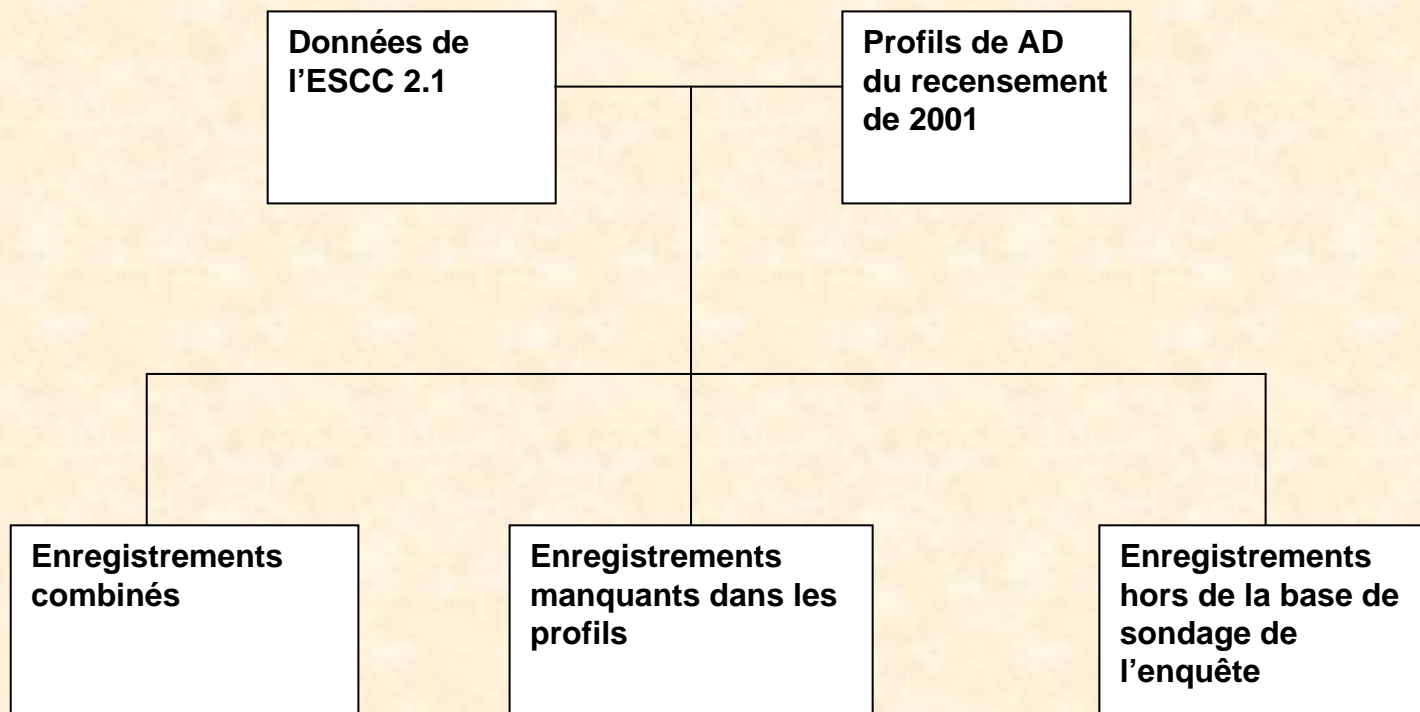 Données de
l’ESCC 2.1
Profils de AD
du recensement
de 2001
Enregistrements
combinés
Enregistrements
manquants dans les
profils
Enregistrements
hors de la base de
sondage de
l’enquête